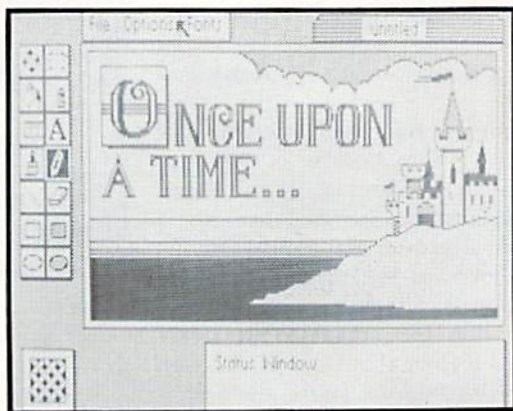 File Options Fonts
untitled
ONCE UPON
A TIME...
A
Status Window